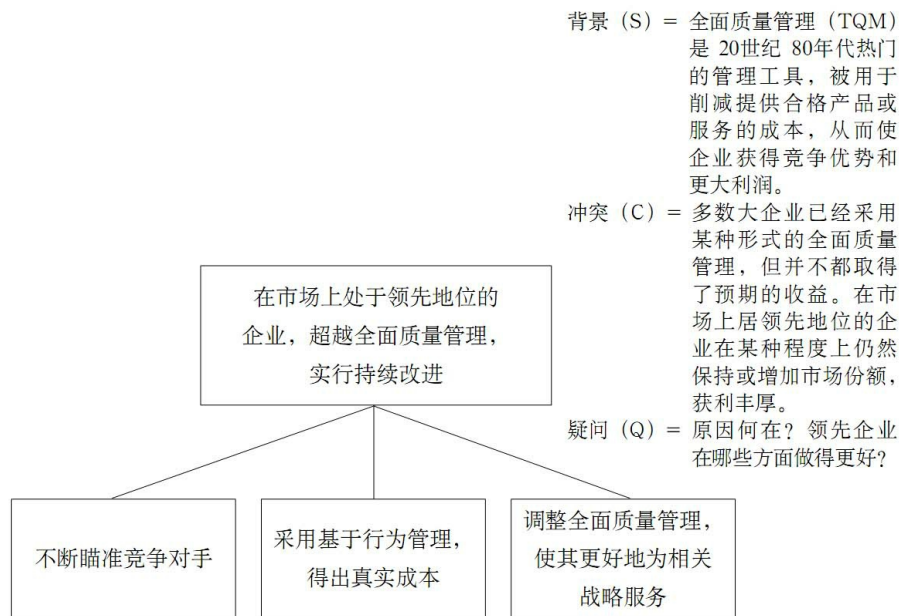 背景（S）= 全面质量管理（TQM）
是 20世纪 80年代热门
的管理工具，被用于
削减提供合格产品或
服务的成本，从而使
企业获得竞争优势和
更大利润。
冲突（C）= 多数大企业已经采用
某种形式的全面质量
管理，但并不都取得
了预期的收益。在市
场上居领先地位的企
业在某种程度上仍然
保持或增加市场份额，
获利丰厚。
疑问（Q）= 原因何在？领先企业
在哪些方面做得更好？
在市场上处于领先地位的
企业，超越全面质量管理，
实行持续改进
不断瞄准竞争对手
采用基于行为管理，
得出真实成本
调整全面质量管理，
使其更好地为相关
战略服务